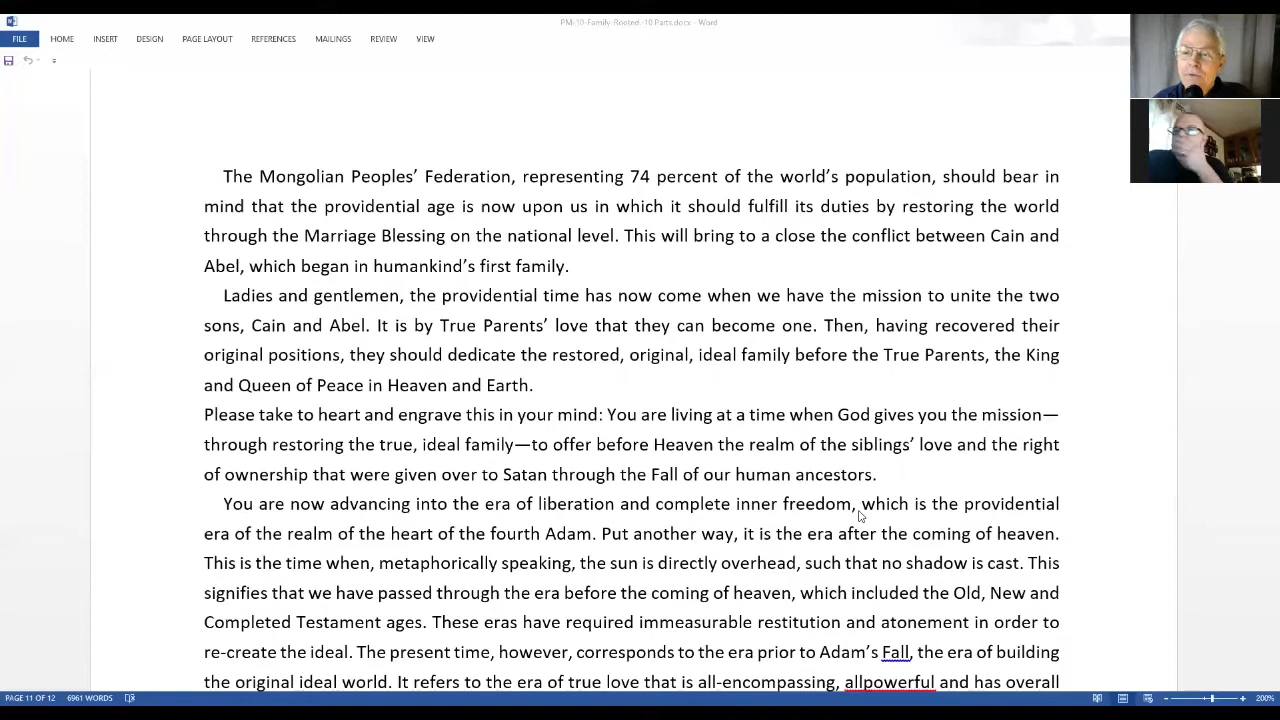 PM-10-Family-Rooted.-10 Parts.docx - Word
FILE HOME INSERT DESIGN PAGE LAYOUT REFERENCES MAILINGS REVIEW VIEW
The Mongolian Peoples’ Federation, representing 74 percent of the world’s population, should bear in
mind that the providential age is now upon us in which it should fulfill its duties by restoring the world
through the Marriage Blessing on the national level. This will bring to a close the conflict between Cain and
Abel, which began in humankind’s first family.
Ladies and gentlemen, the providential time has now come when we have the mission to unite the two
sons, Cain and Abel. It is by True Parents’ love that they can become one. Then, having recovered their
original positions, they should dedicate the restored, original, ideal family before the True Parents, the King
and Queen of Peace in Heaven and Earth.
Please take to heart and engrave this in your mind: You are living at a time when God gives you the mission—
through restoring the true, ideal family—to offer before Heaven the realm of the siblings’ love and the right
of ownership that were given over to Satan through the Fall of our human ancestors.
You are now advancing into the era of liberation and complete inner freedom, which is the providential
era of the realm of the heart of the fourth Adam. Put another way, it is the era after the coming of heaven.
This is the time when, metaphorically speaking, the sun is directly overhead, such that no shadow is cast. This
signifies that we have passed through the era before the coming of heaven, which included the Old, New and
Completed Testament ages. These eras have required immeasurable restitution and atonement in order to
re-create the ideal. The present time, however, corresponds to the era prior to Adam’s Fall, the era of building
the original ideal world. It refers to the era of true love that is all-encompassing, allpowerful and has overall
PAGE 11 OF 12 6961 WORDS 200%